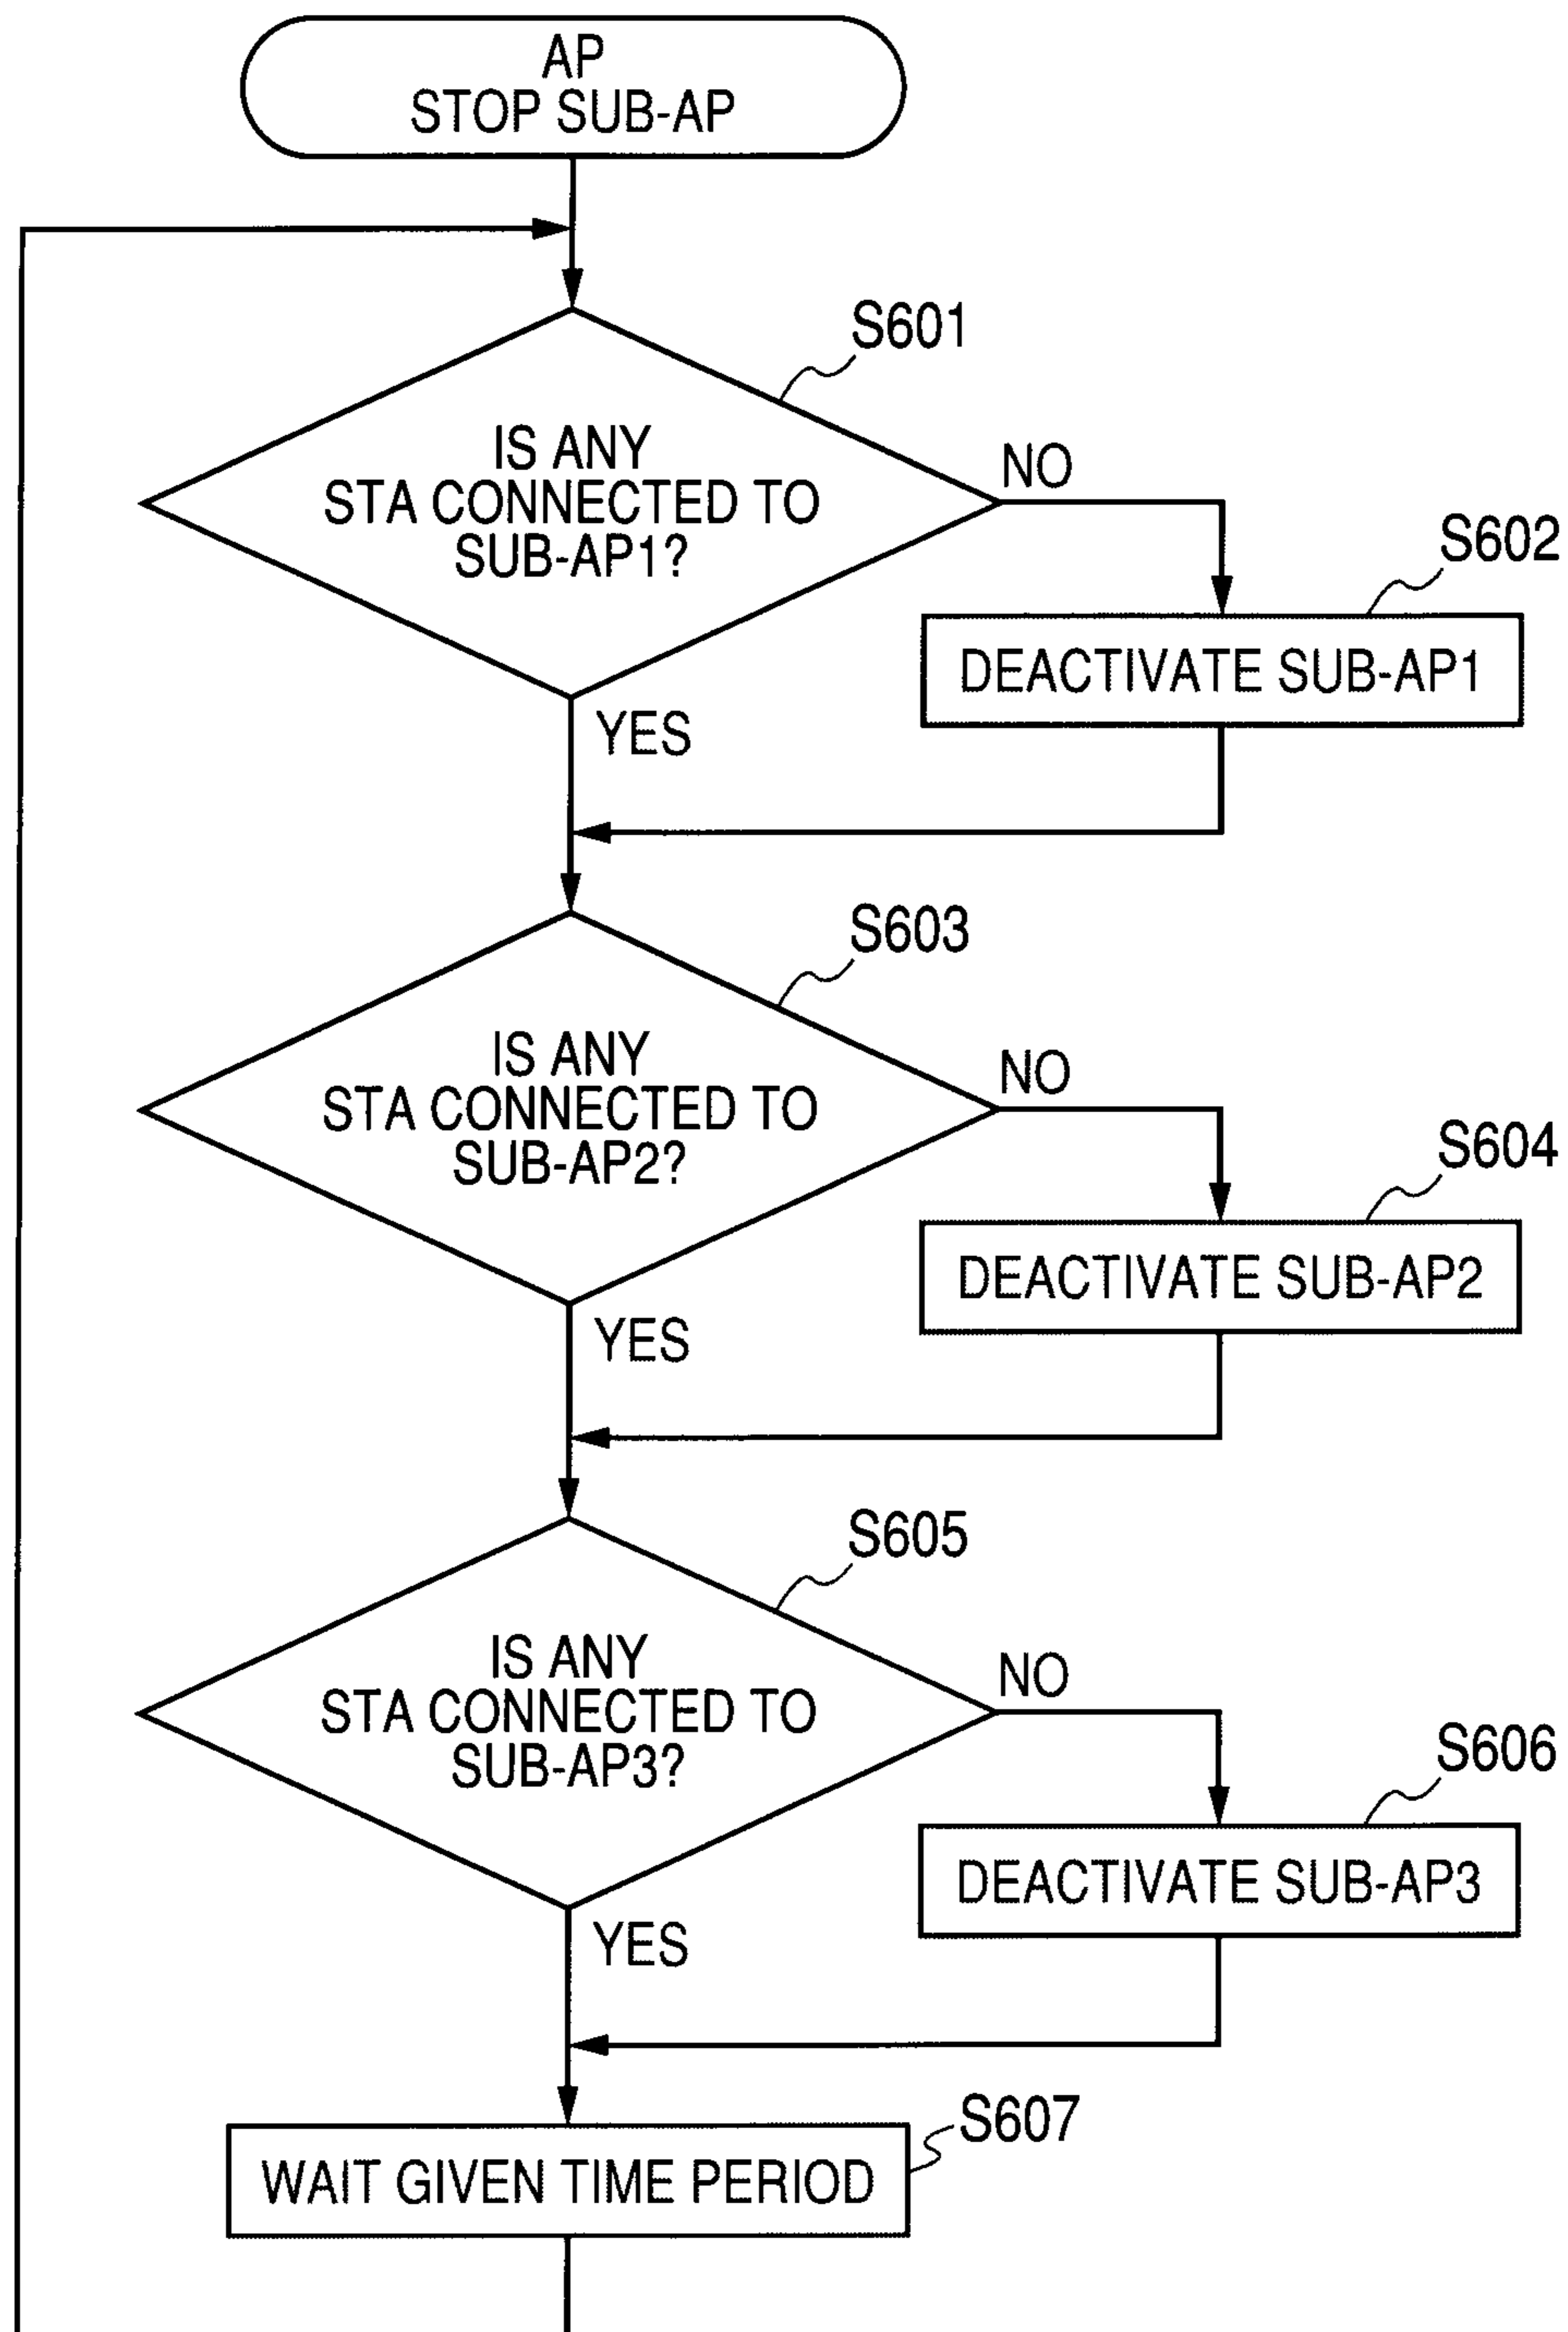 AP
STOP SUB-AP
S601
IS ANY
STA CONNECTED TO
SUB-AP1?
NO
S602
DEACTIVATE SUB-AP1
YES
S603
IS ANY
STA CONNECTED TO
SUB-AP2?
NO
S604
DEACTIVATE SUB-AP2
YES
S605
IS ANY
STA CONNECTED TO
SUB-AP3?
NO
S606
DEACTIVATE SUB-AP3
YES
S607
WAIT GIVEN TIME PERIOD